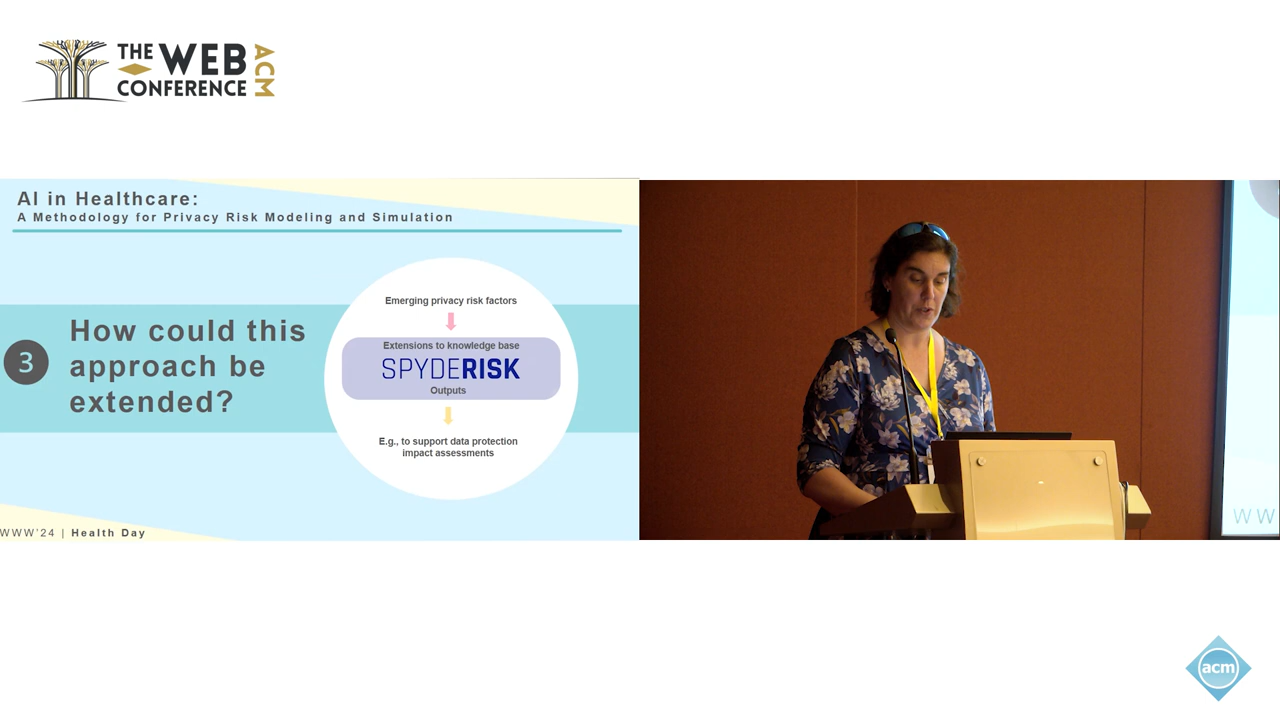 THE WEB
CONFERENCE
ACM
AI in Healthcare:
A Methodology for Privacy Risk Modeling and Simulation
3
How could this
approach be
extended?
Emerging privacy risk factors
Extensions to knowledge base
SPYDERISK
Outputs
E.g., to support data protection
impact assessments
WWW'24 | Health Day
W W
acm